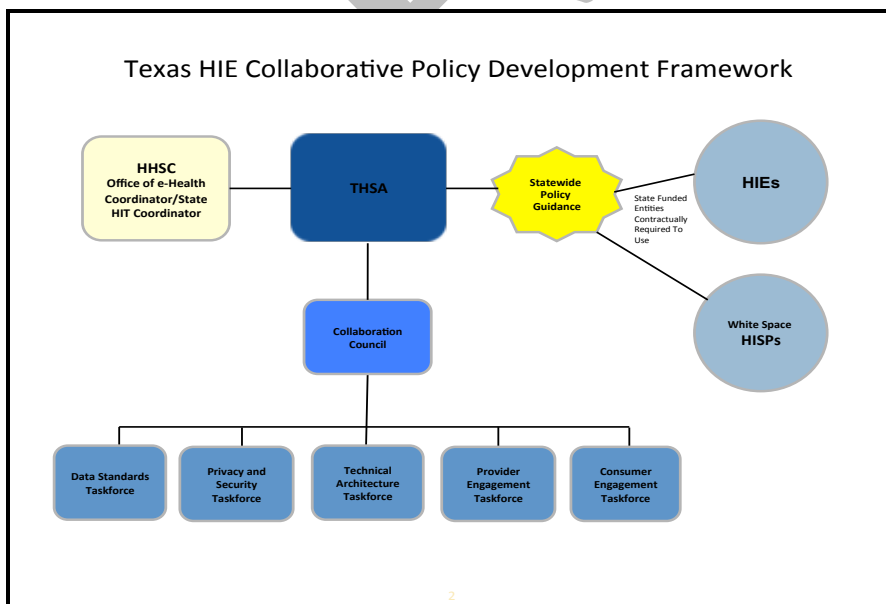 Texas HIE Collaborative Policy Development Framework
HHSC
Office of e-Health
Coordinator/State
HIT Coordinator
THSA
Statewide
Policy
Guidance
State Funded
Entities
Contractually
Required To
Use
HIEs
White Space
HISPs
Collaboration
Council
Data Standards
Taskforce
Privacy and
Security
Taskforce
Technical
Architecture
Taskforce
Provider
Engagement
Taskforce
Consumer
Engagement
Taskforce
2